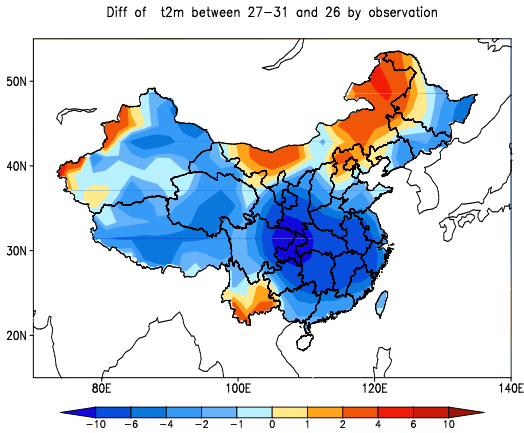 Diff of t2m between 27-31 and 26 by observation
50N
40N
30N
20N
80E 100E 120E 140E
-10 -6 -4 -2 -1 0 1 2 4 6 10